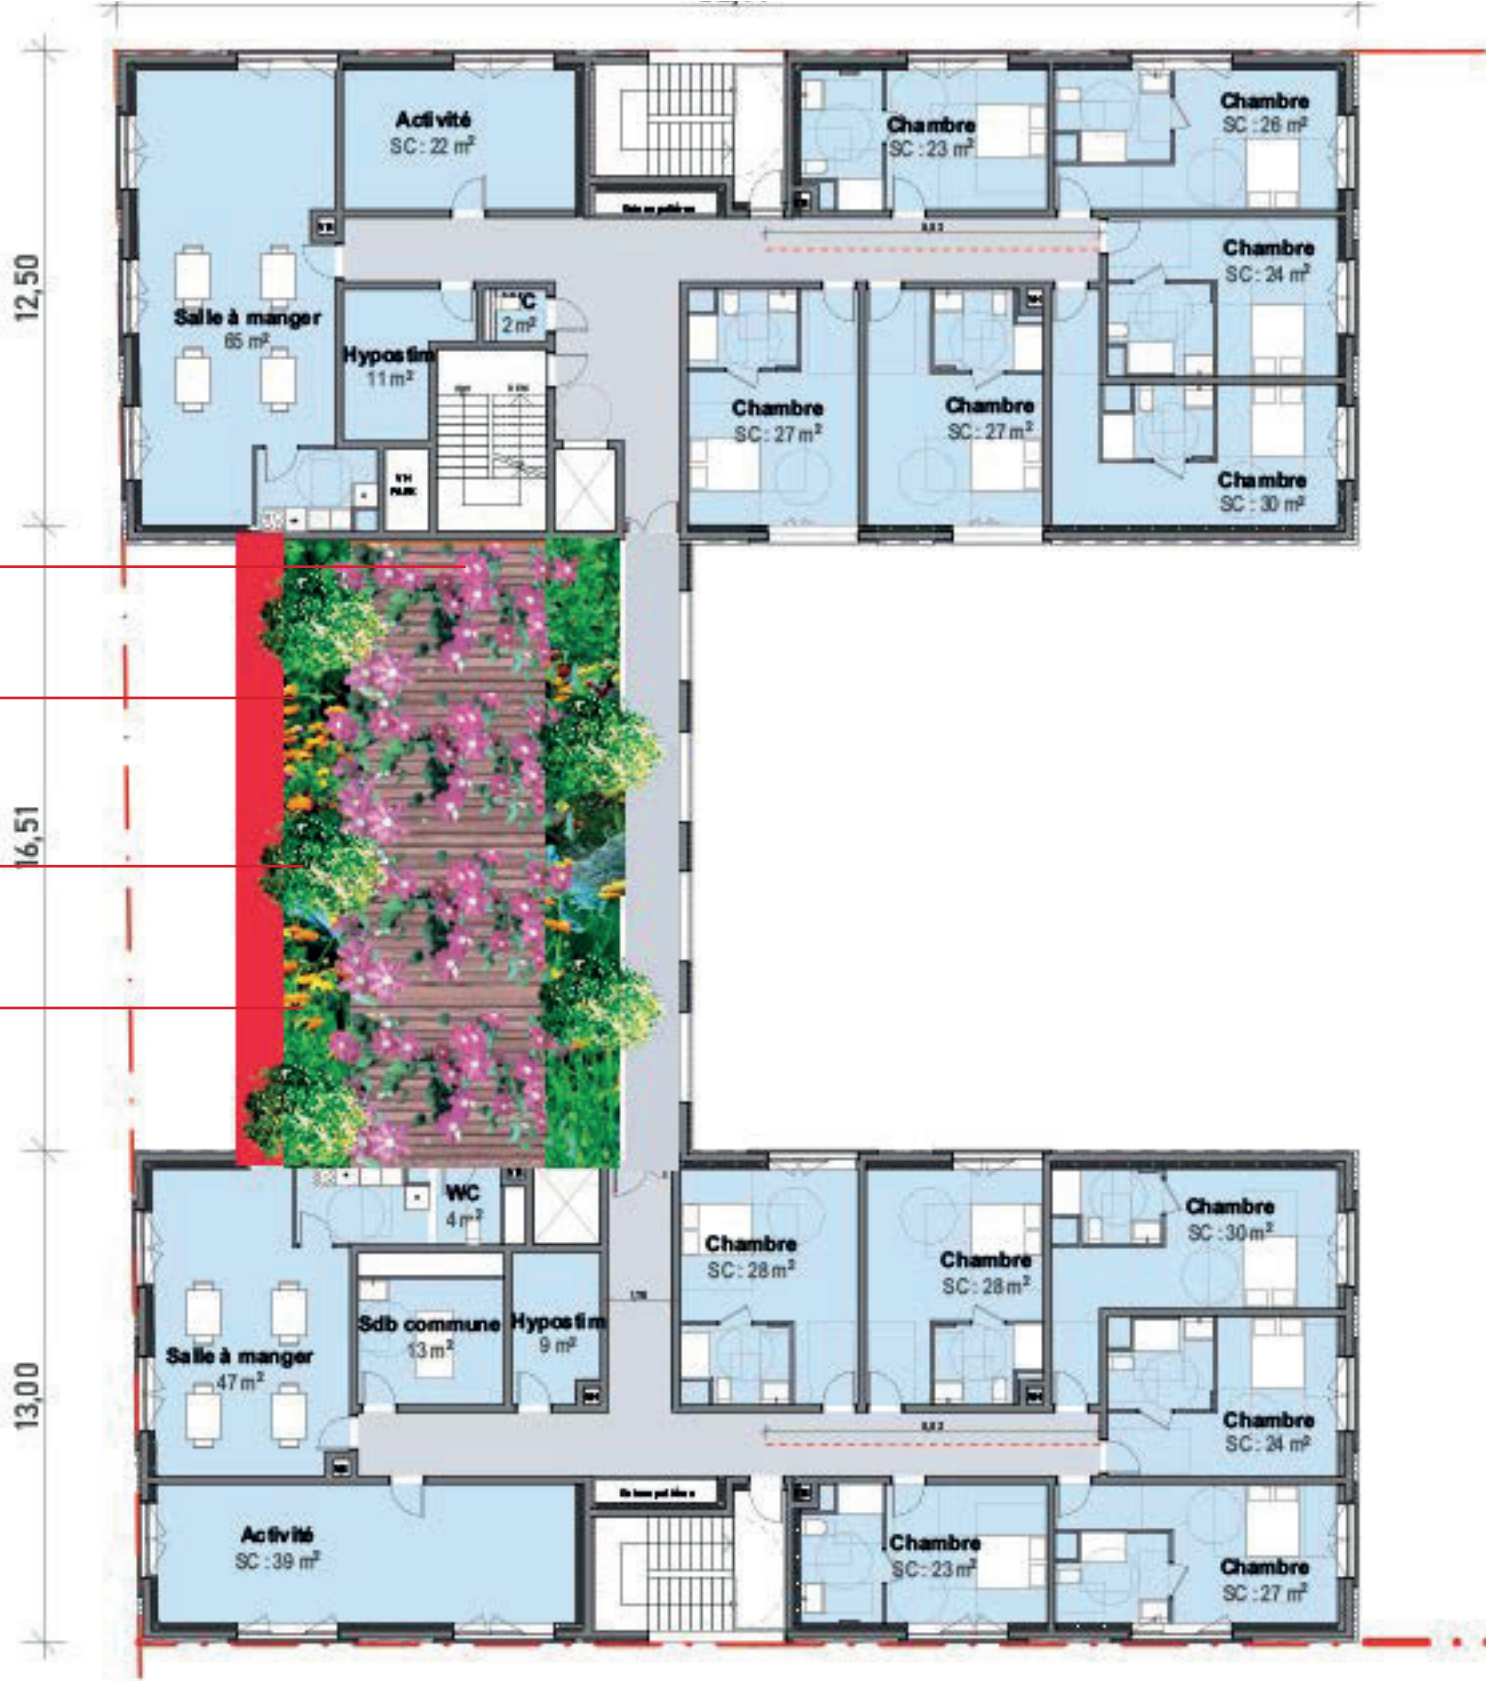 Activité
SC : 22 m²
Chambre
SC : 23 m²
Chambre
SC : 26 m²
Chambre
SC : 24 m²
12,50
Salle à manger
65 m²
Hypostim
11 m²
2 m²
Chambre
SC : 27 m²
Chambre
SC : 27 m²
Chambre
SC : 30 m²
16,51
WC
4 m²
Chambre
SC : 28 m²
Chambre
SC : 28 m²
Chambre
SC : 30 m²
Salle à manger
47 m²
Sdb commune
13 m²
Hypostim
9 m²
13,00
Chambre
SC : 24 m²
Activité
SC : 39 m²
Chambre
SC : 23 m²
Chambre
SC : 27 m²